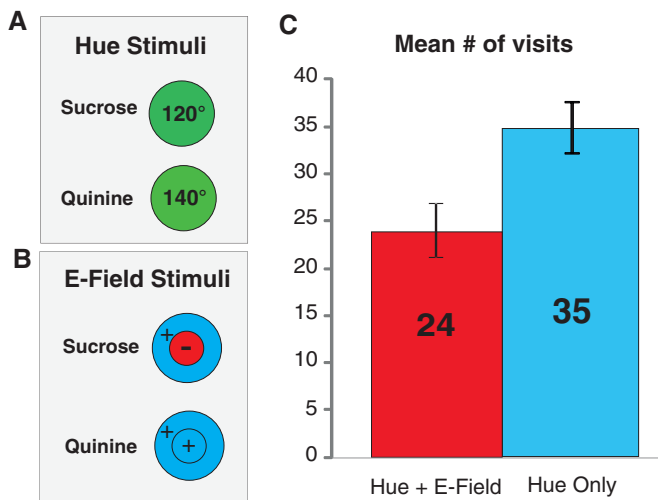 A
Hue Stimuli
Sucrose 120°
Quinine 140°
B
E-Field Stimuli
Sucrose + -
Quinine + +
C
Mean # of visits
40
35
30
25
20
15
10
5
0
24
35
Hue + E-Field Hue Only